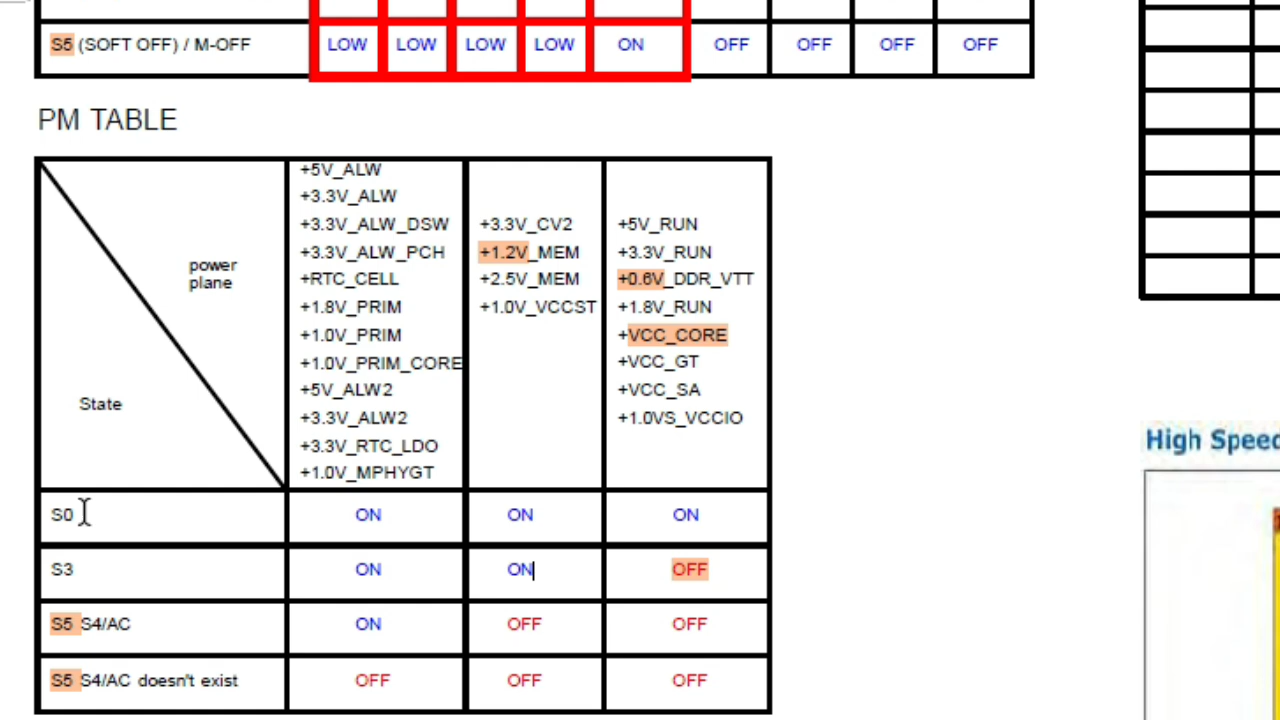 S5 (SOFT OFF) / M-OFF LOW LOW LOW LOW ON OFF OFF OFF OFF
PM TABLE
power
plane
State
+5V_ALW
+3.3V_ALW
+3.3V_ALW_DSW
+3.3V_ALW_PCH
+RTC_CELL
+1.8V_PRIM
+1.0V_PRIM
+1.0V_PRIM_CORE
+5V_ALW2
+3.3V_ALW2
+3.3V_RTC_LDO
+1.0V_MPHYGT
+3.3V_CV2
+1.2V_MEM
+2.5V_MEM
+1.0V_VCCST
+5V_RUN
+3.3V_RUN
+0.6V_DDR_VTT
+1.8V_RUN
+VCC_CORE
+VCC_GT
+VCC_SA
+1.0VS_VCCIO
S0 ON ON ON
S3 ON ON OFF
S5 S4/AC ON OFF OFF
S5 S4/AC doesn't exist OFF OFF OFF
High Speed